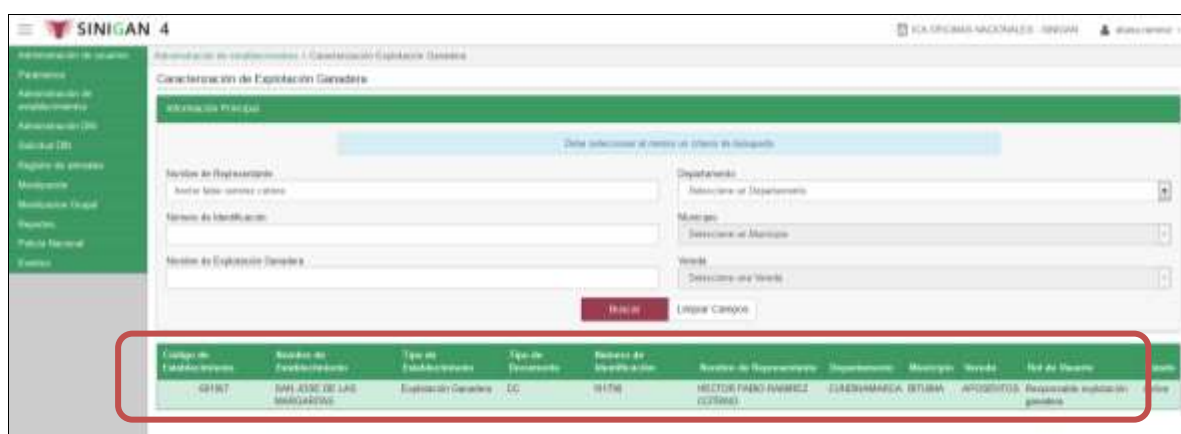 SINIGAN 4
ICA OFICINAS NACIONALES - SINIGAN
Administración de usuarios
Parámetros
Administración de
establecimientos
Administración DIN
Solicitud DIN
Registro de animales
Movilización
Movilización Grupal
Reportes
Policía Nacional
Eventos
Administración de establecimientos / Caracterización Explotación Ganadera
Caracterización de Explotación Ganadera
Información Principal
Debe seleccionar al menos un criterio de búsqueda
Nombre de Representante
Departamento
Seleccione un Departamento
Número de Identificación
Municipio
Seleccione un Municipio
Nombre de Explotación Ganadera
Vereda
Seleccione una Vereda
Buscar
Limpiar Campos
Código de Establecimiento
Nombre de Establecimiento
Tipo de Establecimiento
Tipo de Documento
Número de Identificación
Nombre de Representante
Departamento
Municipio
Vereda
Rol de Usuario
SAN JOSE DE LAS MARGARITAS
Explotación Ganadera
CC
HECTOR FABIO RAMIREZ
CUNDINAMARCA
BITUIMA
APOSENTOS
Responsable explotación ganadera